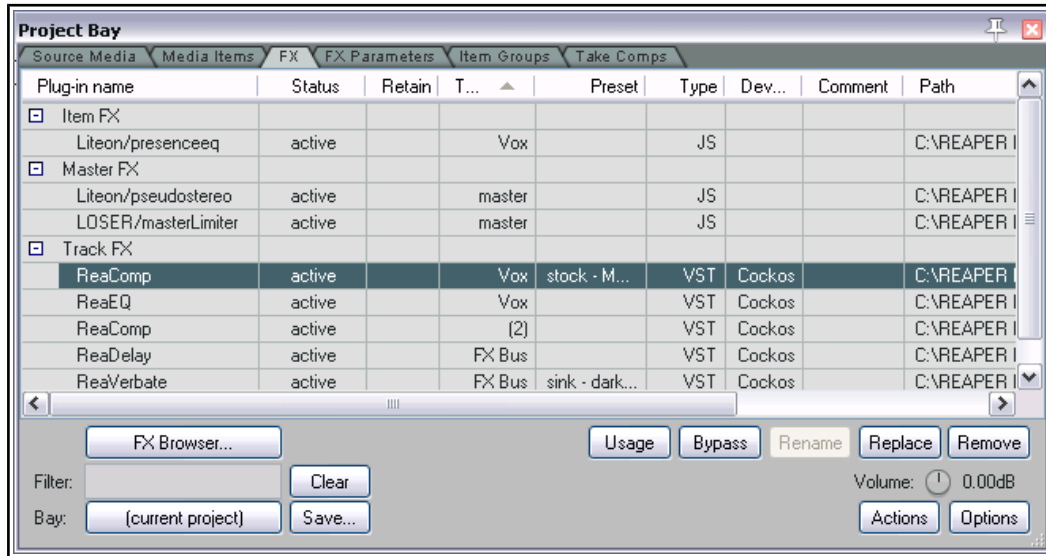 Project Bay
Source Media Media Items FX FX Parameters Item Groups Take Comps
Plug-in name Status Retain T... Preset Type Dev... Comment Path
Item FX
Liteon/presenceeq active Vox JS C:\REAPER
Master FX
Liteon/pseudostereo active master JS C:\REAPER
LOSER/masterLimiter active master JS C:\REAPER
Track FX
ReaComp active Vox stock - M... VST Cockos C:\REAPER
ReaEQ active Vox VST Cockos C:\REAPER
ReaComp active (2) VST Cockos C:\REAPER
ReaDelay active FX Bus VST Cockos C:\REAPER
ReaVerbate active FX Bus sink - dark... VST Cockos C:\REAPER
FX Browser... Usage Bypass Rename Replace Remove
Filter: Clear Volume: 0.00dB
Bay: (current project) Save... Actions Options